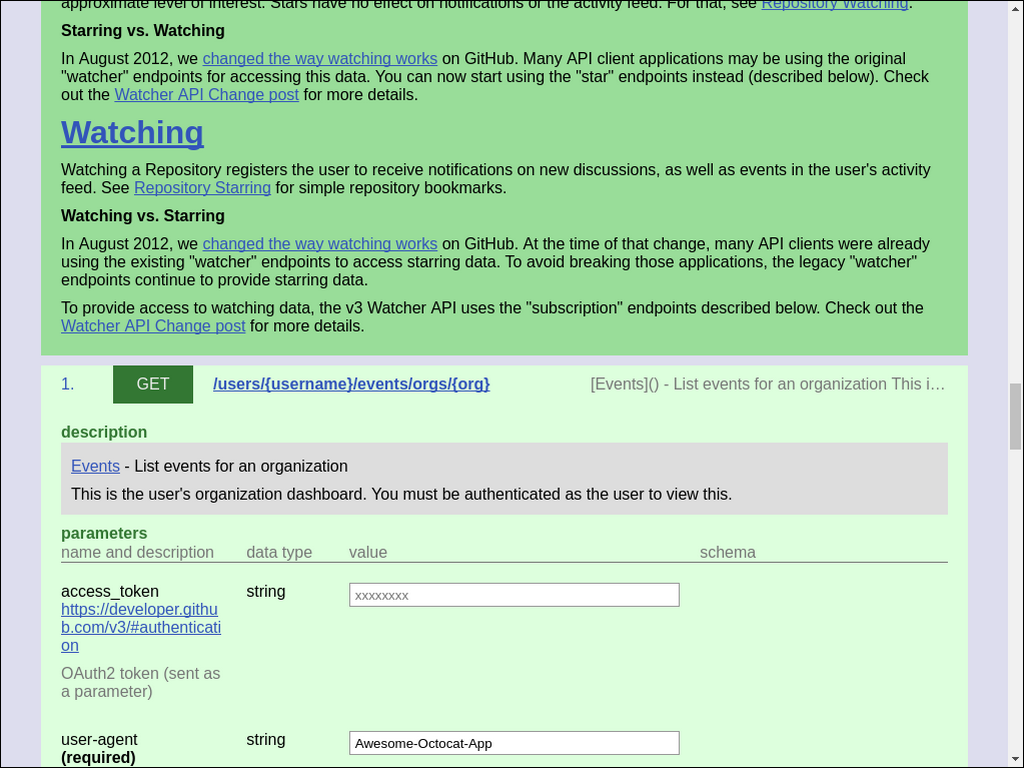 approximate level of interest. Stars have no effect on notifications or the activity feed. For that, see Repository Watching.
Starring vs. Watching
In August 2012, we changed the way watching works on GitHub. Many API client applications may be using the original
"watcher" endpoints for accessing this data. You can now start using the "star" endpoints instead (described below). Check
out the Watcher API Change post for more details.
Watching
Watching a Repository registers the user to receive notifications on new discussions, as well as events in the user's activity
feed. See Repository Starring for simple repository bookmarks.
Watching vs. Starring
In August 2012, we changed the way watching works on GitHub. At the time of that change, many API clients were already
using the existing "watcher" endpoints to access starring data. To avoid breaking those applications, the legacy "watcher"
endpoints continue to provide starring data.
To provide access to watching data, the v3 Watcher API uses the "subscription" endpoints described below. Check out the
Watcher API Change post for more details.
1. GET /users/{username}/events/orgs/{org} [Events]() - List events for an organization This i…
description
Events - List events for an organization
This is the user's organization dashboard. You must be authenticated as the user to view this.
parameters
name and description data type value schema
access_token string xxxxxxxx
https://developer.githu
b.com/v3/#authenticati
on
OAuth2 token (sent as
a parameter)
user-agent string Awesome-Octocat-App
(required)